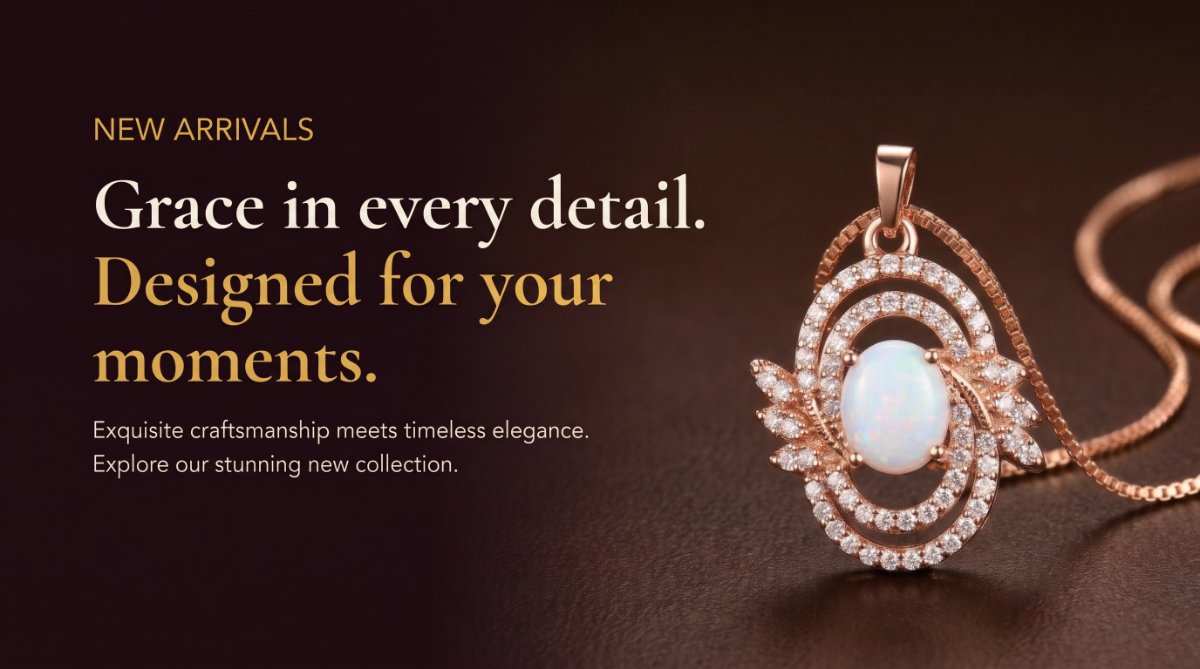 NEW ARRIVALS
Grace in every detail.
Designed for your
moments.
Exquisite craftsmanship meets timeless elegance.
Explore our stunning new collection.